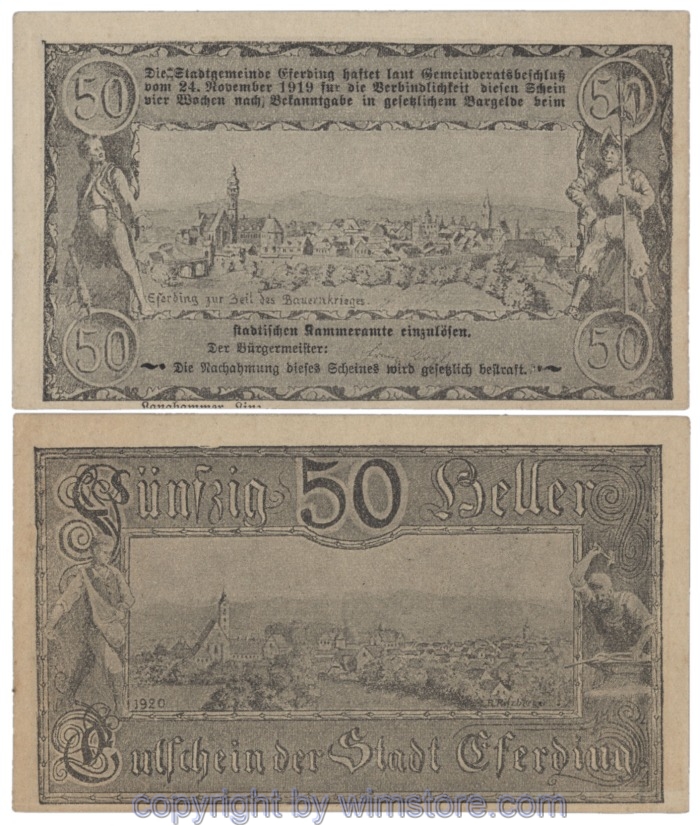 50
50
Die Stadtgemeinde Eferding haftet laut Gemeinderatsbeschluß
vom 24. November 1919 für die Verbindlichkeit diesen Schein
vier Wochen nach Bekanntgabe in gesetzlichem Bargelde beim
Eferding zur Zeit des Bauernkrieges.
städtischen Kammeramte einzulösen.
Der Bürgermeister:
Die Nachahmung dieses Scheines wird gesetzlich bestraft.
50
50
Fünfzig 50 Heller
1920
Gutschein der Stadt Eferding
copyright by wimstore.com